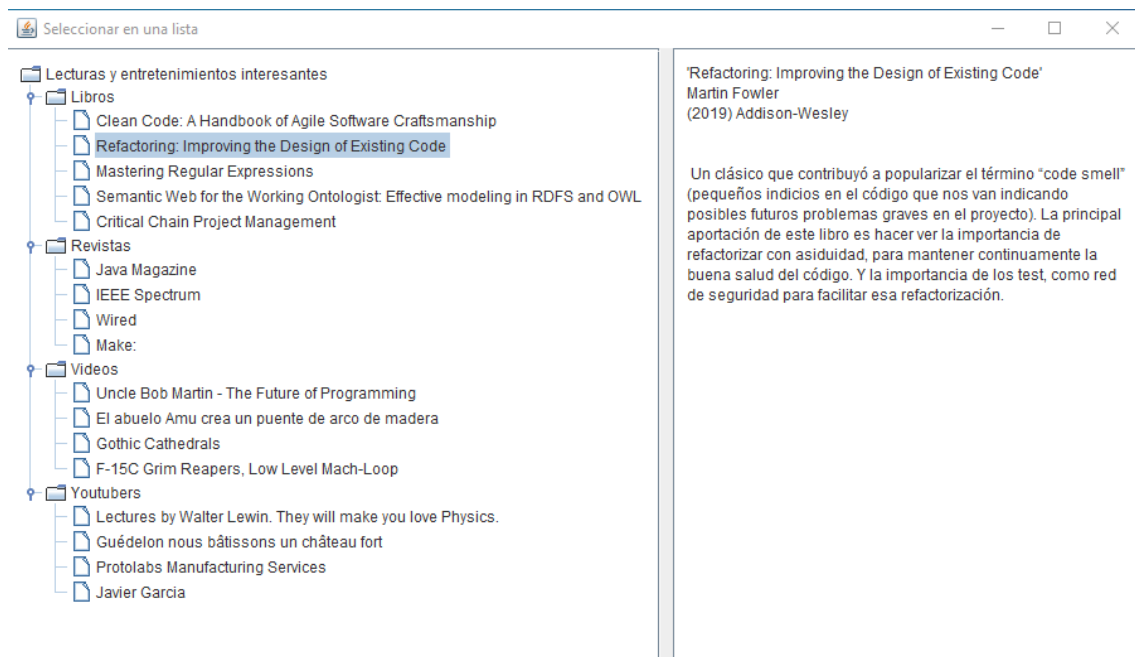 Seleccionar en una lista
Lecturas y entretenimientos interesantes
Libros
Clean Code: A Handbook of Agile Software Craftsmanship
Refactoring: Improving the Design of Existing Code
Mastering Regular Expressions
Semantic Web for the Working Ontologist: Effective modeling in RDFS and OWL
Critical Chain Project Management
Revistas
Java Magazine
IEEE Spectrum
Wired
Make:
Videos
Uncle Bob Martin - The Future of Programming
El abuelo Amu crea un puente de arco de madera
Gothic Cathedrals
F-15C Grim Reapers, Low Level Mach-Loop
Youtubers
Lectures by Walter Lewin. They will make you love Physics.
Guédelon nous bâtissons un château fort
Protolabs Manufacturing Services
Javier Garcia
'Refactoring: Improving the Design of Existing Code'
Martin Fowler
(2019) Addison-Wesley
Un clásico que contribuyó a popularizar el término “code smell”
(pequeños indicios en el código que nos van indicando
posibles futuros problemas graves en el proyecto). La principal
aportación de este libro es hacer ver la importancia de
refactorizar con asiduidad, para mantener continuamente la
buena salud del código. Y la importancia de los test, como red
de seguridad para facilitar esa refactorización.